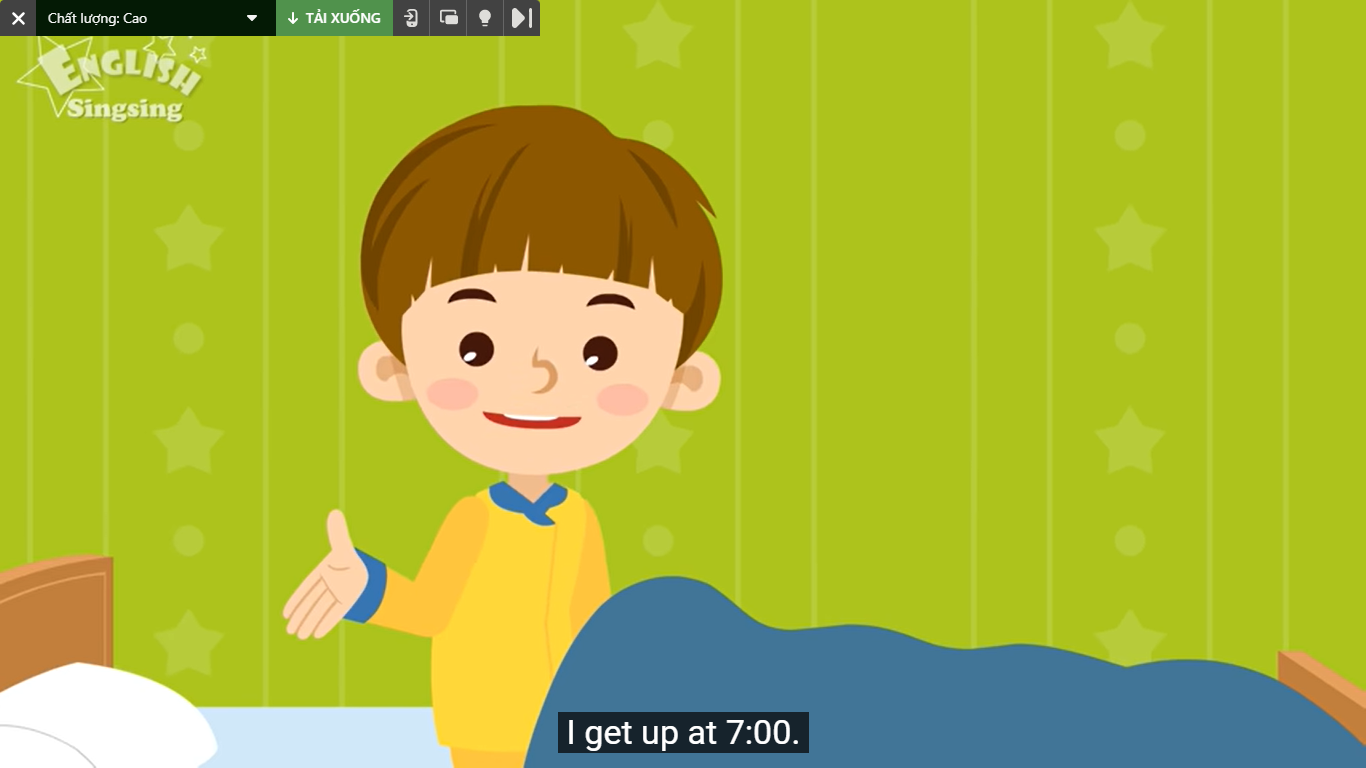 Chất lượng: Cao
TẢI XUỐNG
ENGLISH
Singsing
I get up at 7:00.